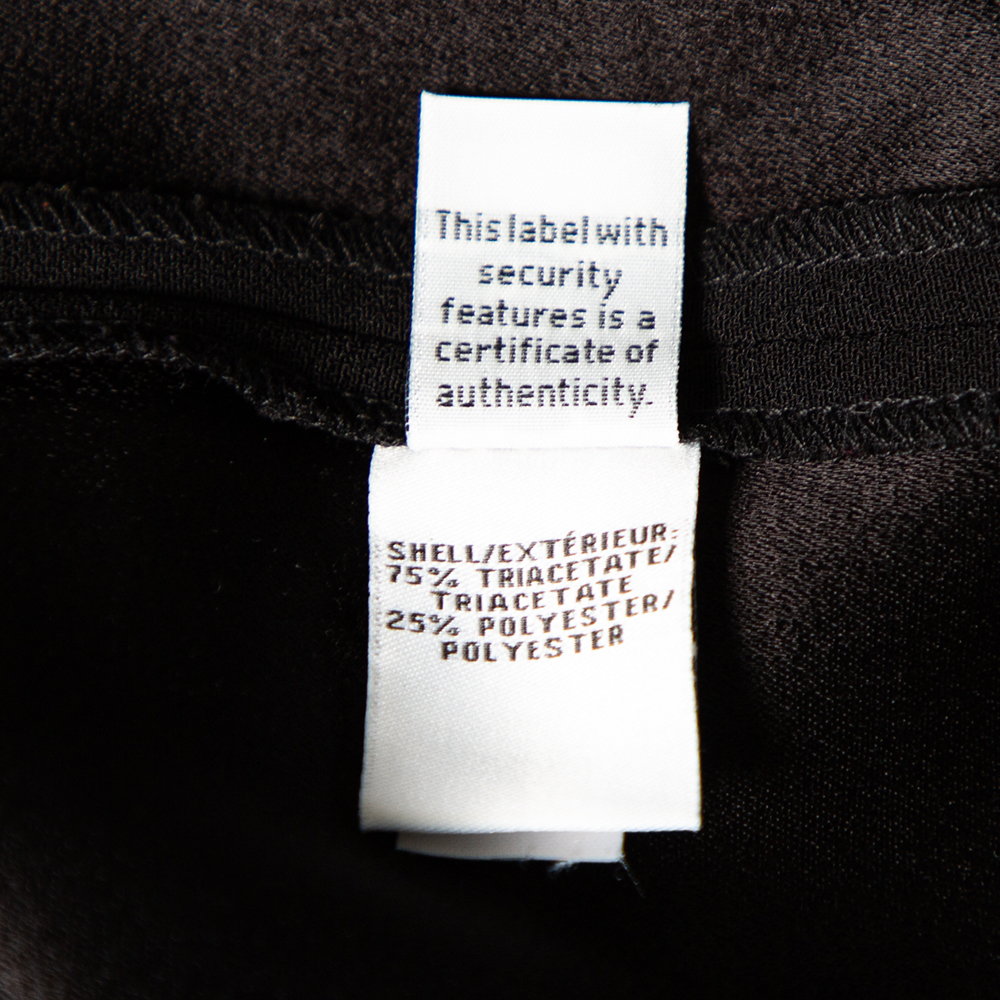 This label with
security
features is a
certificate of
authenticity.
SHELL/EXTÉRIEUR:
75% TRIACETATE/
TRIACETATE
25% POLYESTER/
POLYESTER